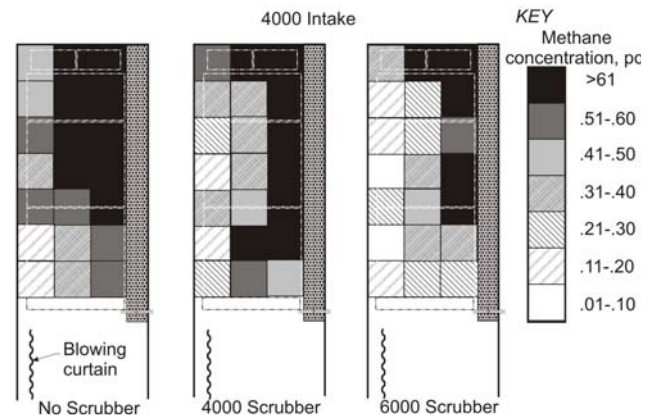 4000 Intake
KEY
Methane
concentration, pc
>61
.51-.60
.41-.50
.31-.40
.21-.30
.11-.20
.01-.10
Blowing
curtain
No Scrubber
4000 Scrubber
6000 Scrubber